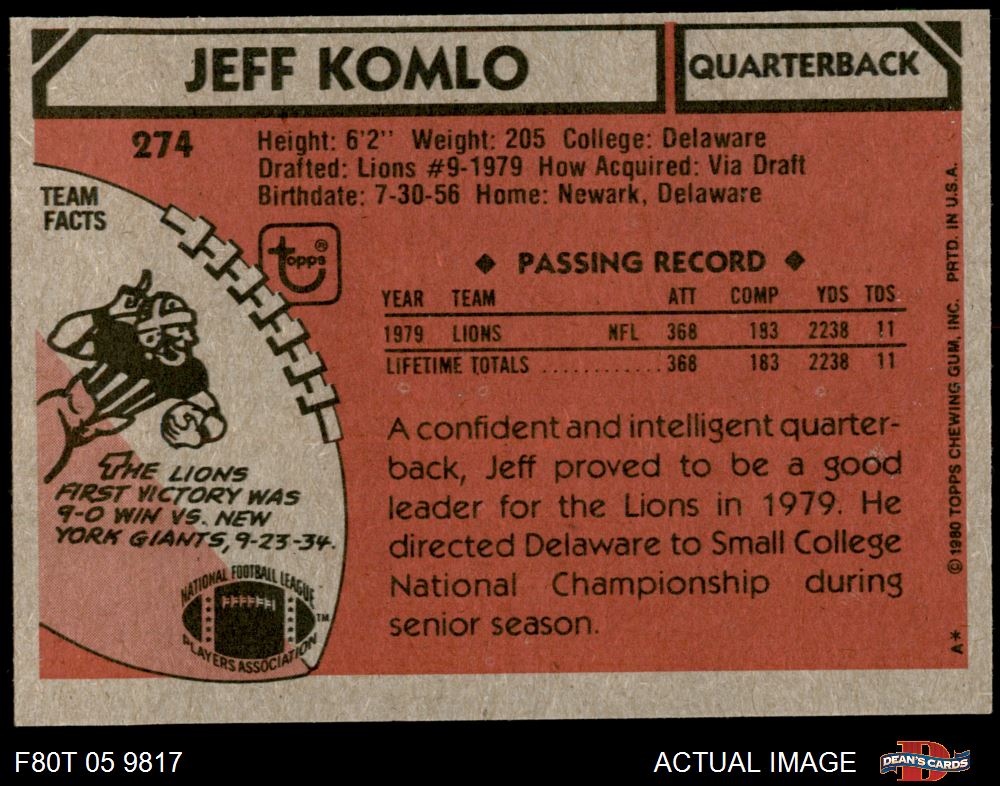 JEFF KOMLO
QUARTERBACK
274
Height: 6'2" Weight: 205 College: Delaware
Drafted: Lions #9-1979 How Acquired: Via Draft
Birthdate: 7-30-56 Home: Newark, Delaware
TEAM
FACTS
topps®
◆ PASSING RECORD ◆
YEAR TEAM ATT COMP YDS TDS
1979 LIONS NFL 368 183 2238 11
LIFETIME TOTALS ............ 368 183 2238 11
A confident and intelligent quarter-
back, Jeff proved to be a good
leader for the Lions in 1979. He
directed Delaware to Small College
National Championship during
senior season.
THE LIONS
FIRST VICTORY WAS
9-0 WIN VS. NEW
YORK GIANTS, 9-23-34.
NATIONAL FOOTBALL LEAGUE
PLAYERS ASSOCIATION
TM
A* © 1980 TOPPS CHEWING GUM, INC. PRTD. IN U.S.A.
F80T 05 9817
ACTUAL IMAGE
D
DEAN'S CARDS